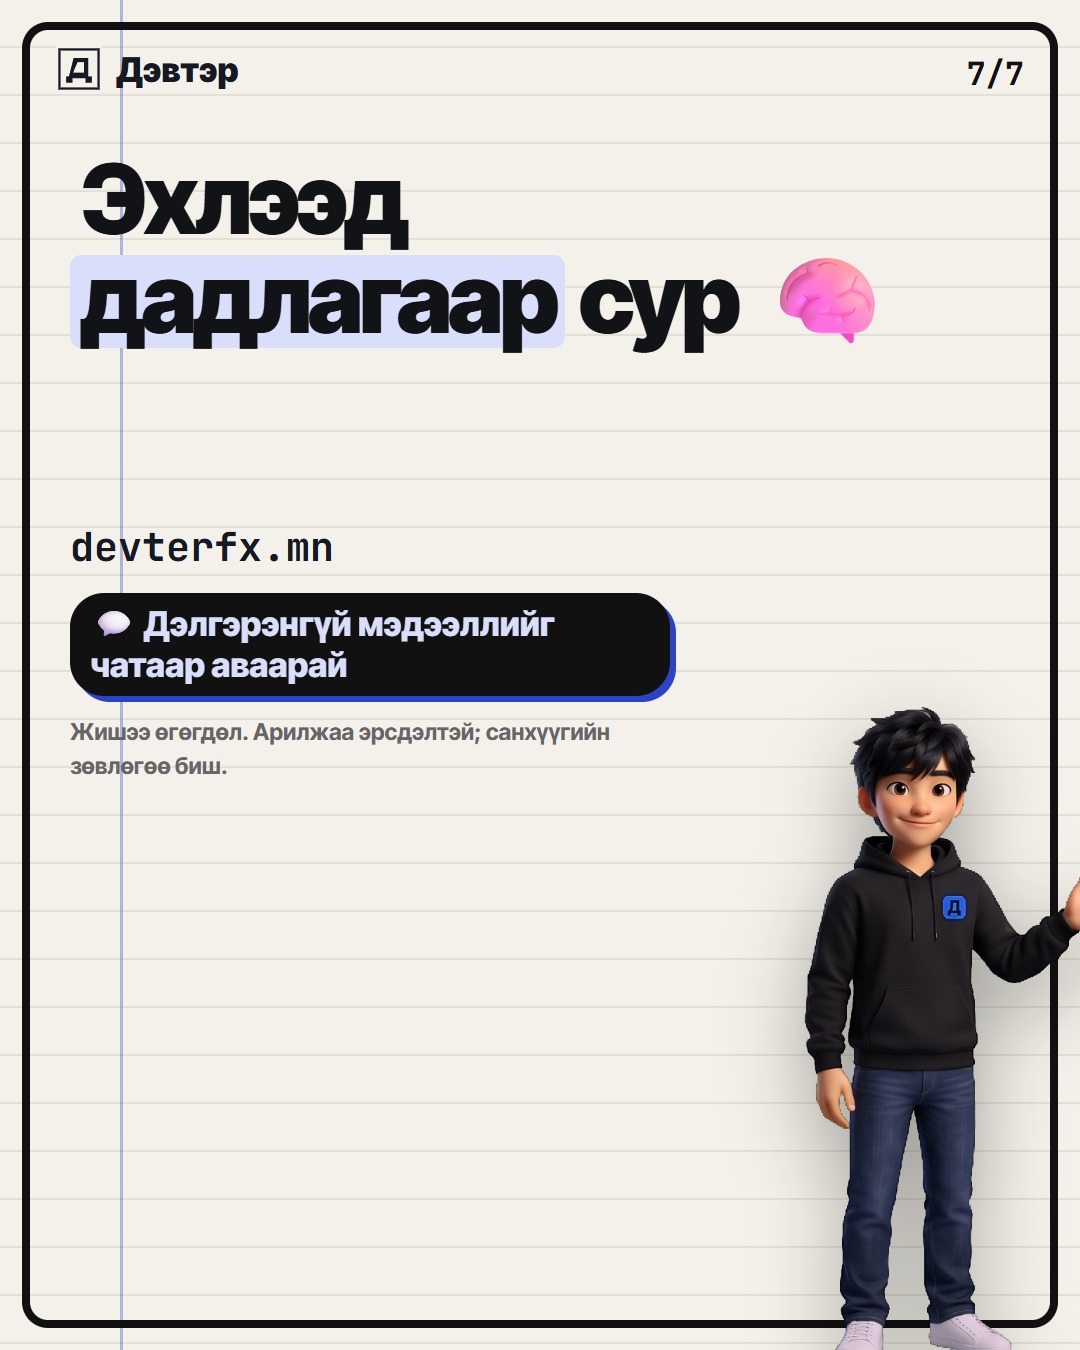 Д Дэвтэр
7/7
Эхлээд
дадлагаар сур
devterfx.mn
Дэлгэрэнгүй мэдээллийг
чатаар аваарай
Жишээ өгөгдөл. Арилжаа эрсдэлтэй; санхүүгийн
зөвлөгөө биш.
Д